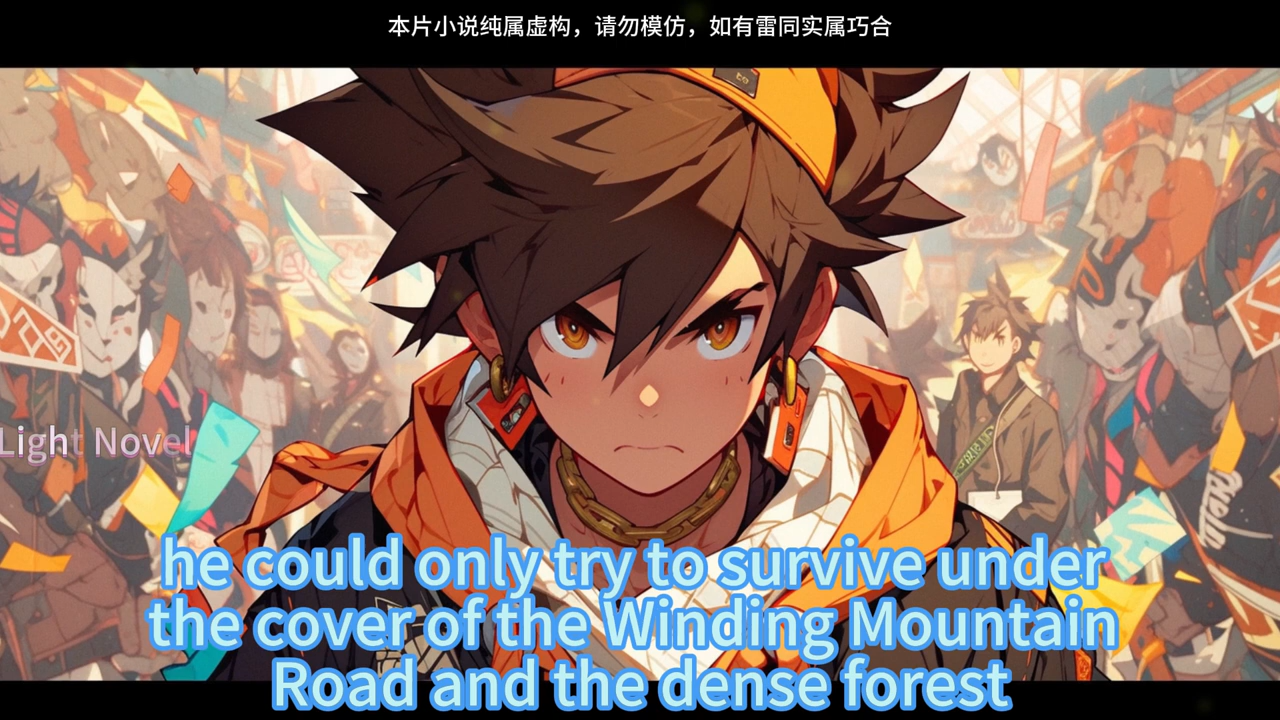 本片小说纯属虚构，请勿模仿，如有雷同实属巧合
Light Novel
he could only try to survive under
the cover of the Winding Mountain
Road and the dense forest